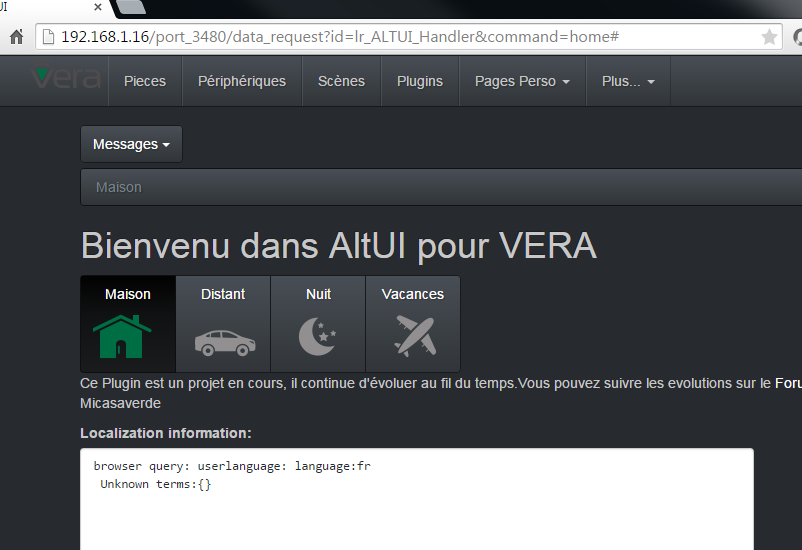 UI
192.168.1.16/port_3480/data_request?id=lr_ALTUI_Handler&command=home#
vera Pieces Périphériques Scènes Plugins Pages Perso Plus...
Messages
Maison
Bienvenu dans AltUI pour VERA
Maison Distant Nuit Vacances
Ce Plugin est un projet en cours, il continue d'évoluer au fil du temps.Vous pouvez suivre les evolutions sur le Foru
Micasaverde
Localization information:
browser query: userlanguage: language:fr
Unknown terms:{}